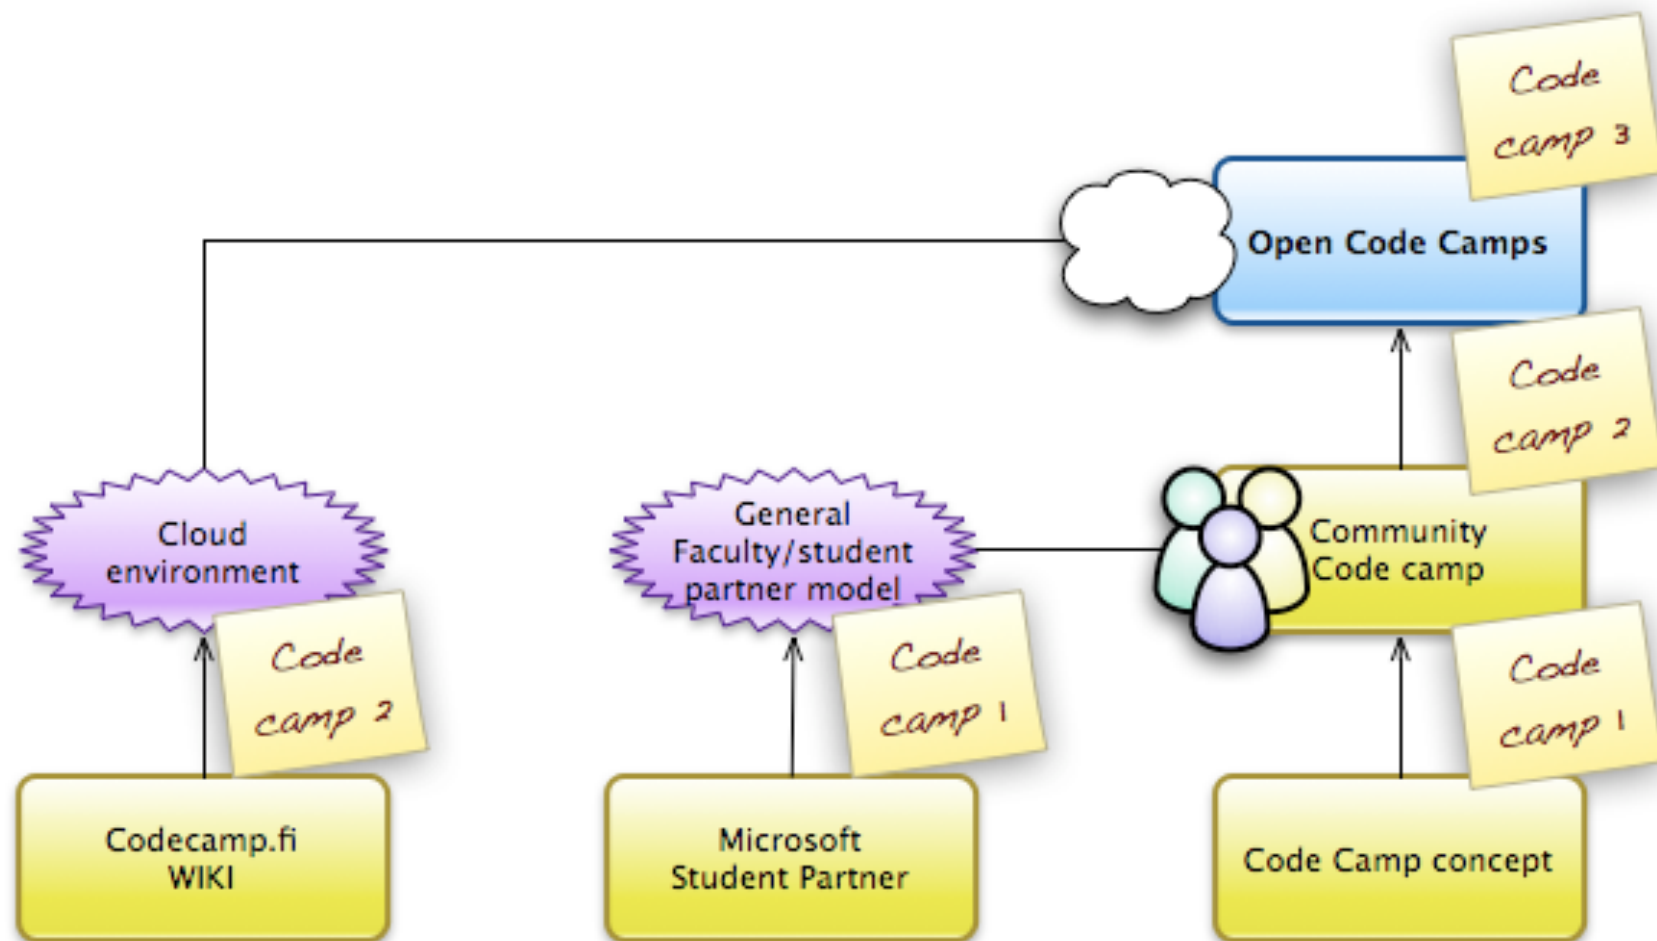 Code
camp 3
Open Code Camps
Code
camp 2
Cloud
environment
General
Faculty/student
partner model
Community
Code camp
Code
camp 2
Code
camp 1
Code
camp 1
Codecamp.fi
WIKI
Microsoft
Student Partner
Code Camp concept